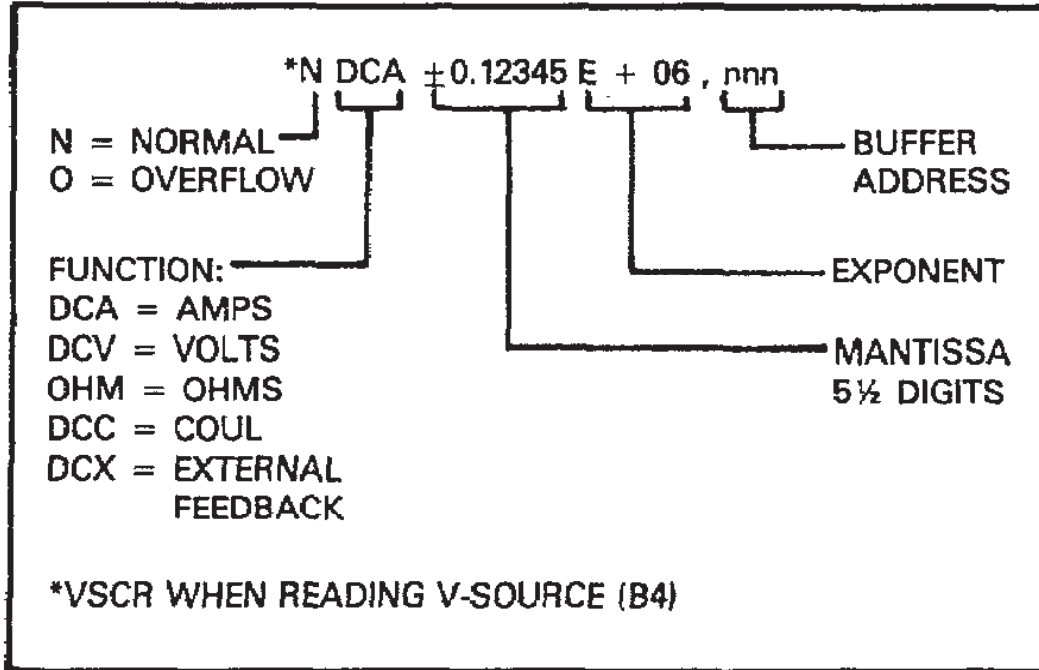 *N DCA ±0.12345 E + 06, nnn
N = NORMAL
O = OVERFLOW
BUFFER
ADDRESS
FUNCTION:
DCA = AMPS
DCV = VOLTS
OHM = OHMS
DCC = COUL
DCX = EXTERNAL
FEEDBACK
EXPONENT
MANTISSA
5½ DIGITS
*VSCR WHEN READING V-SOURCE (B4)